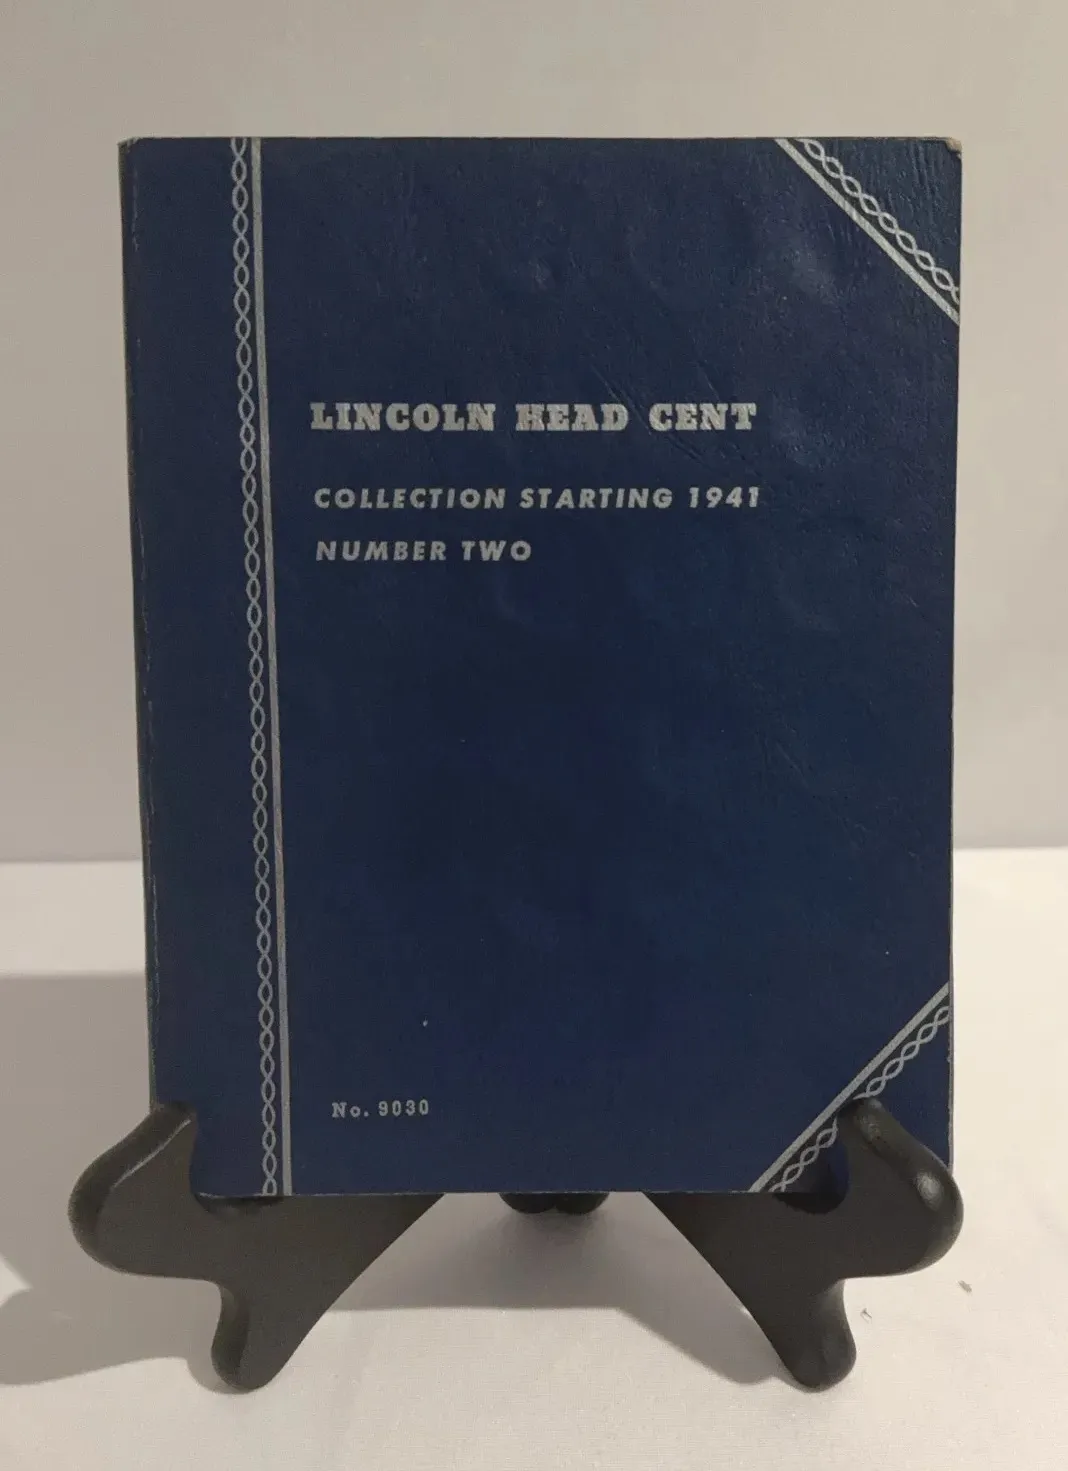 LINCOLN HEAD CENT
COLLECTION STARTING 1941
NUMBER TWO
No. 9030